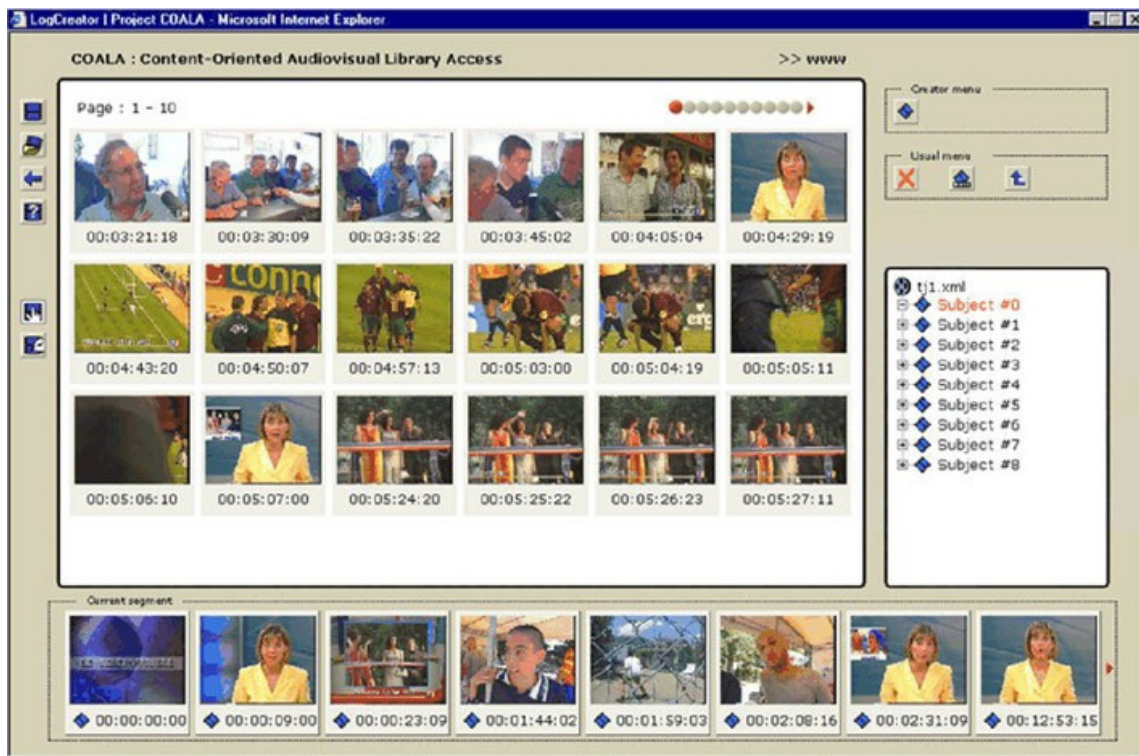 LogCreator | Project COALA - Microsoft Internet Explorer
COALA : Content-Oriented Audiovisual Library Access
>> www
Page : 1 - 10
00:03:21:18 00:03:30:09 00:03:35:22 00:03:45:02 00:04:05:04 00:04:29:19
conn
00:04:43:20 00:04:50:07 00:04:57:13 00:05:03:00 00:05:04:19 00:05:05:11
00:05:06:10 00:05:07:00 00:05:24:20 00:05:25:22 00:05:26:23 00:05:27:11
Creator menu
Usual menu
tj1.xml
Subject #0
Subject #1
Subject #2
Subject #3
Subject #4
Subject #5
Subject #6
Subject #7
Subject #8
Current segment
00:00:00:00 00:00:09:00 00:00:23:09 00:01:44:02 00:01:59:03 00:02:08:16 00:02:31:09 00:12:53:15